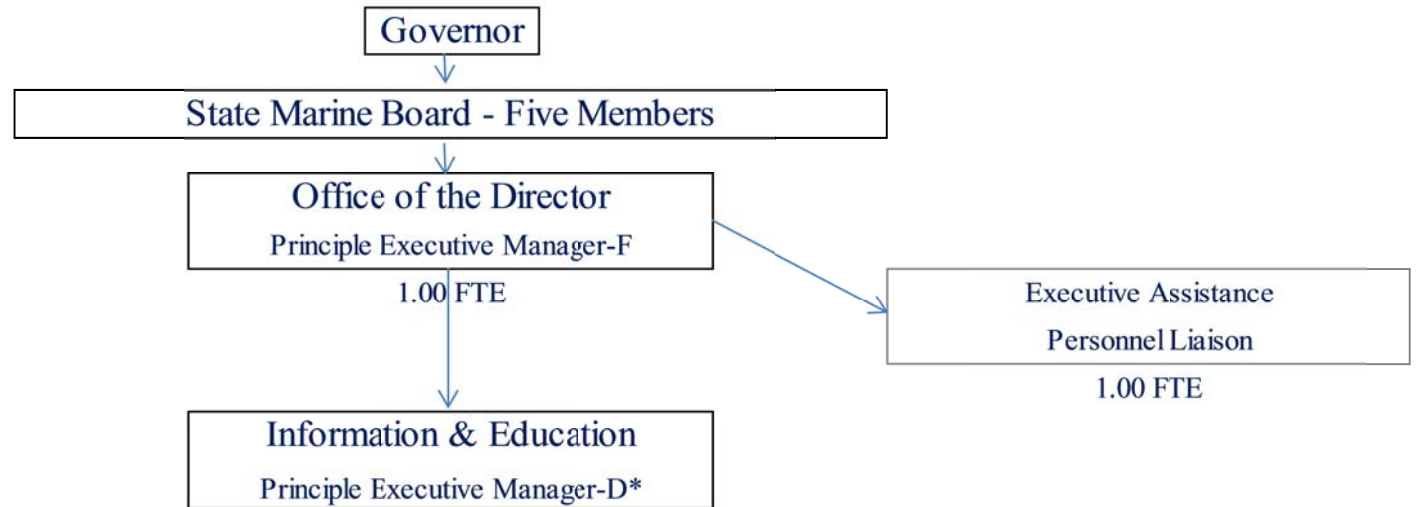 Governor
State Marine Board - Five Members
Office of the Director
Principle Executive Manager-F
1.00 FTE
Executive Assistance
Personnel Liaison
1.00 FTE
Information & Education
Principle Executive Manager-D*